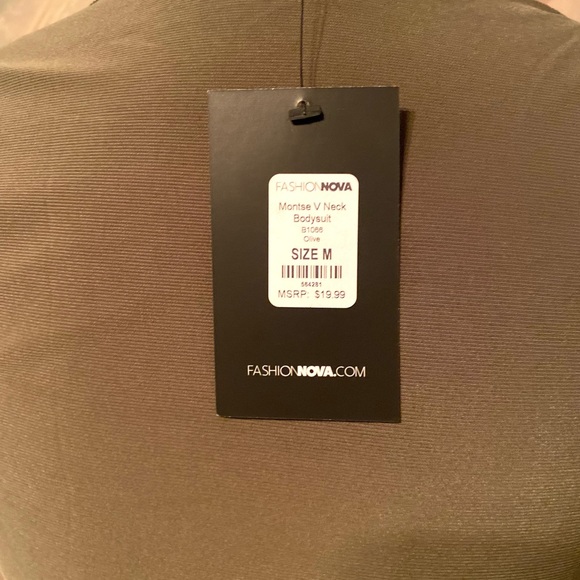 FASHIONNOVA
Montse V Neck
Bodysuit
B1066
Olive
SIZE M
564261
MSRP: $19.99
FASHIONNOVA.COM